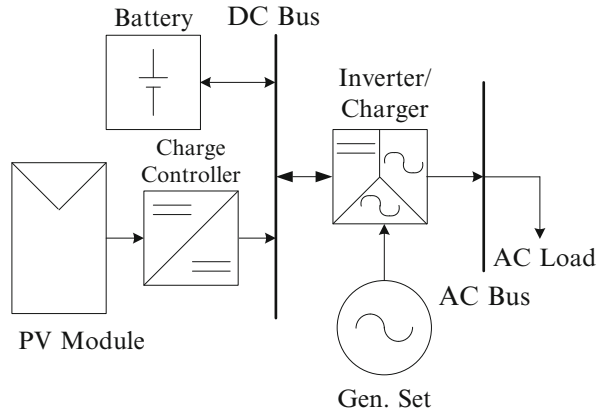 Battery
DC Bus
Inverter/
Charger
Charge
Controller
AC Load
AC Bus
PV Module
Gen. Set